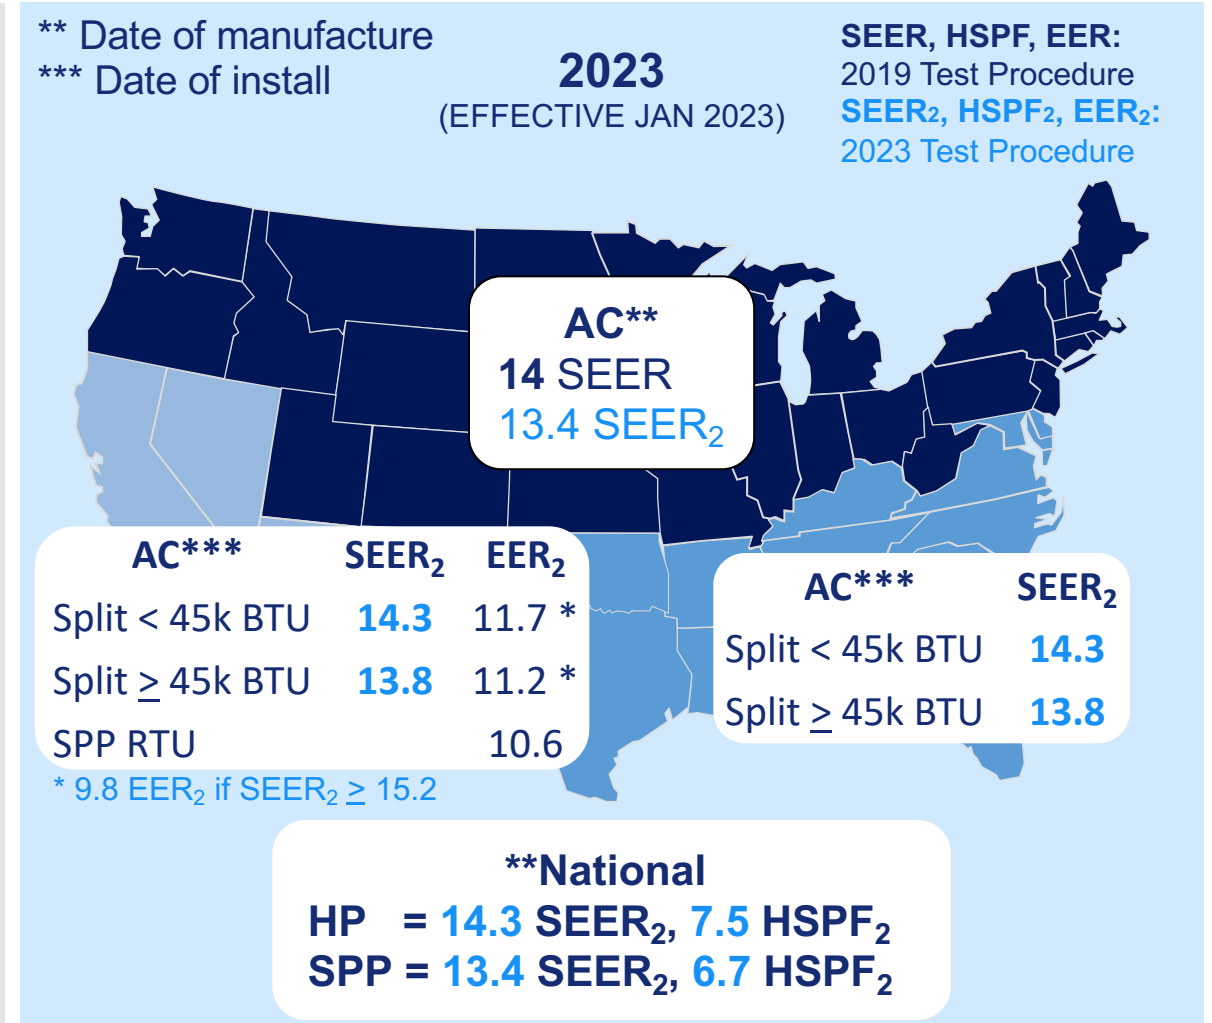 ** Date of manufacture
*** Date of install
2023
(EFFECTIVE JAN 2023)
SEER, HSPF, EER:
2019 Test Procedure
SEER₂, HSPF₂, EER₂:
2023 Test Procedure
AC**
14 SEER
13.4 SEER₂
AC*** SEER₂ EER₂
Split < 45k BTU 14.3 11.7 *
Split ≥ 45k BTU 13.8 11.2 *
SPP RTU 10.6
* 9.8 EER₂ if SEER₂ ≥ 15.2
AC*** SEER₂
Split < 45k BTU 14.3
Split ≥ 45k BTU 13.8
**National
HP = 14.3 SEER₂, 7.5 HSPF₂
SPP = 13.4 SEER₂, 6.7 HSPF₂